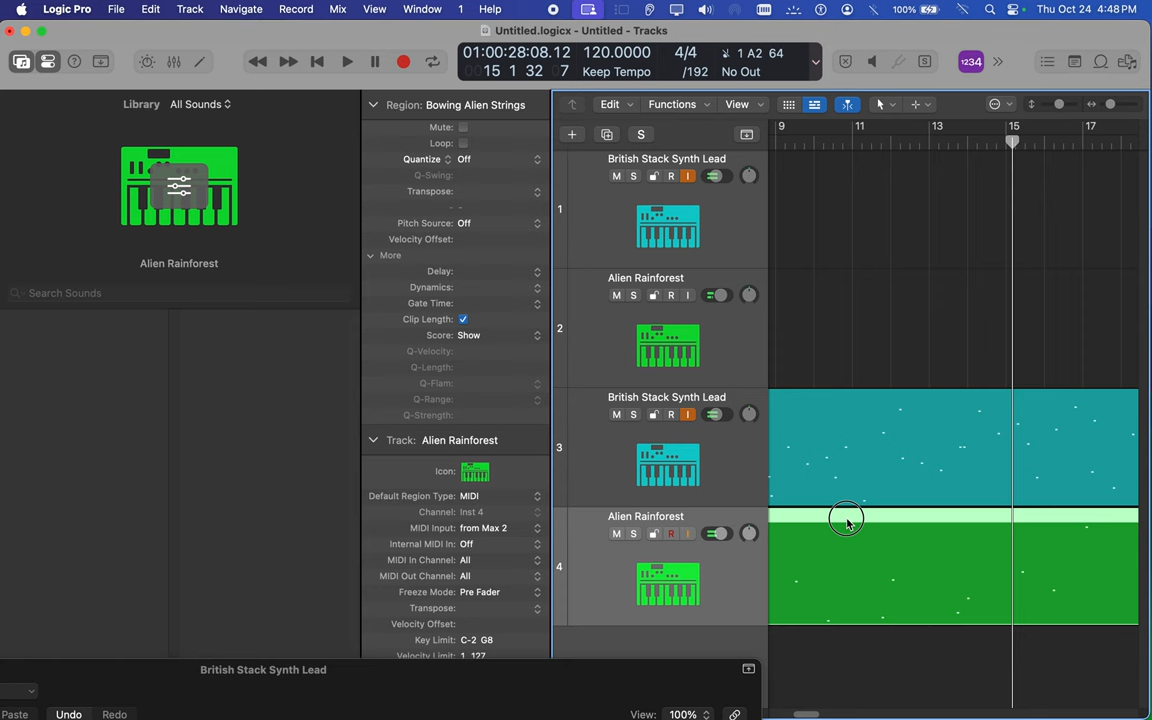 Logic Pro File Edit Track Navigate Record Mix View Window 1 Help 100% Thu Oct 24 4:48 PM
Untitled.logicx - Untitled - Tracks
01:00:28:08.12 120.0000 4/4 1 A2 64
0015 1 32 07 Keep Tempo /192 No Out
1234
Library All Sounds
Alien Rainforest
Search Sounds
Region: Bowing Alien Strings
Mute:
Loop:
Quantize Off
Q-Swing:
Transpose:
Pitch Source: Off
Velocity Offset:
More
Delay:
Dynamics:
Gate Time:
Clip Length:
Score: Show
Q-Velocity:
Q-Length:
Q-Flam:
Q-Range:
Q-Strength:
Track: Alien Rainforest
Icon:
Default Region Type: MIDI
Channel: Inst 4
MIDI Input: from Max 2
Internal MIDI In: Off
MIDI In Channel: All
MIDI Out Channel: All
Freeze Mode: Pre Fader
Transpose:
Velocity Offset:
Key Limit: C-2 G8
Velocity Limit: 1 127
Edit Functions View
S
9 11 13 15 17
1
British Stack Synth Lead
M S R I
2
Alien Rainforest
M S R I
3
British Stack Synth Lead
M S R I
4
Alien Rainforest
M S R I
British Stack Synth Lead
Paste Undo Redo View: 100%